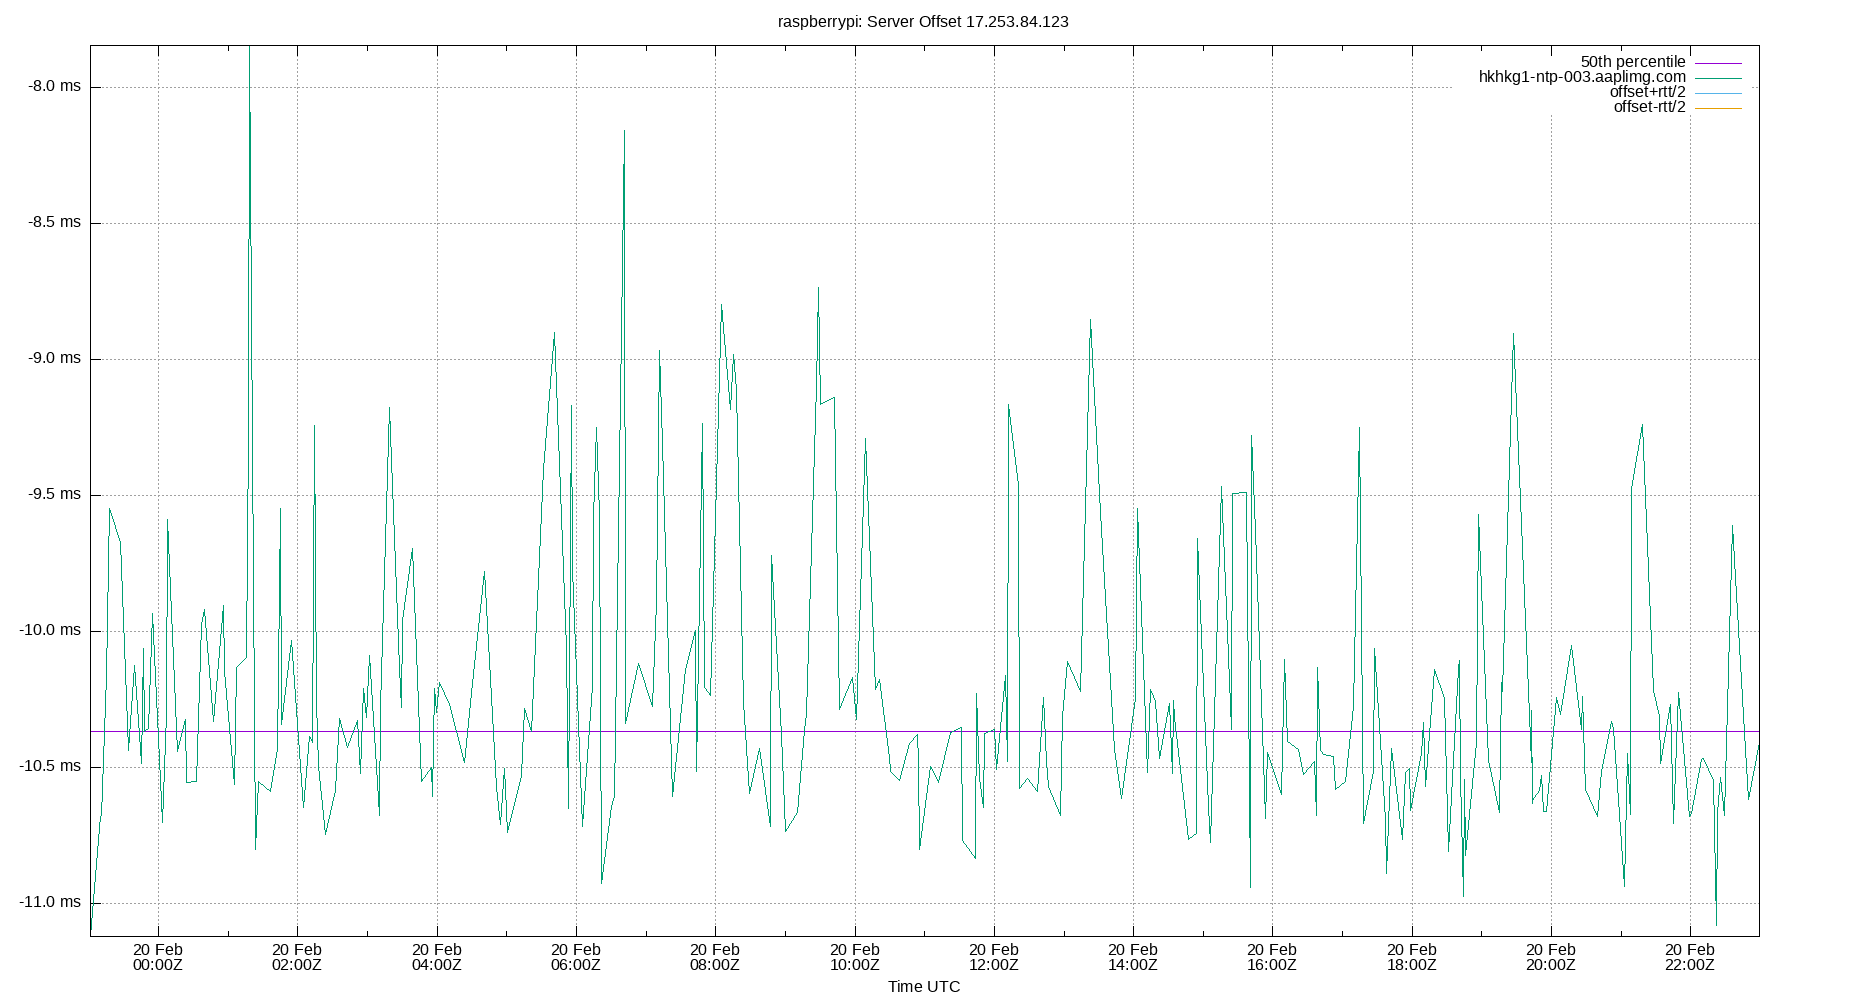 raspberrypi: Server Offset 17.253.84.123
50th percentile
hkhkg1-ntp-003.aaplimg.com
offset+rtt/2
offset-rtt/2
-8.0 ms
-8.5 ms
-9.0 ms
-9.5 ms
-10.0 ms
-10.5 ms
-11.0 ms
20 Feb 20 Feb 20 Feb 20 Feb 20 Feb 20 Feb 20 Feb 20 Feb 20 Feb 20 Feb 20 Feb 20 Feb
00:00Z 02:00Z 04:00Z 06:00Z 08:00Z 10:00Z 12:00Z 14:00Z 16:00Z 18:00Z 20:00Z 22:00Z
Time UTC